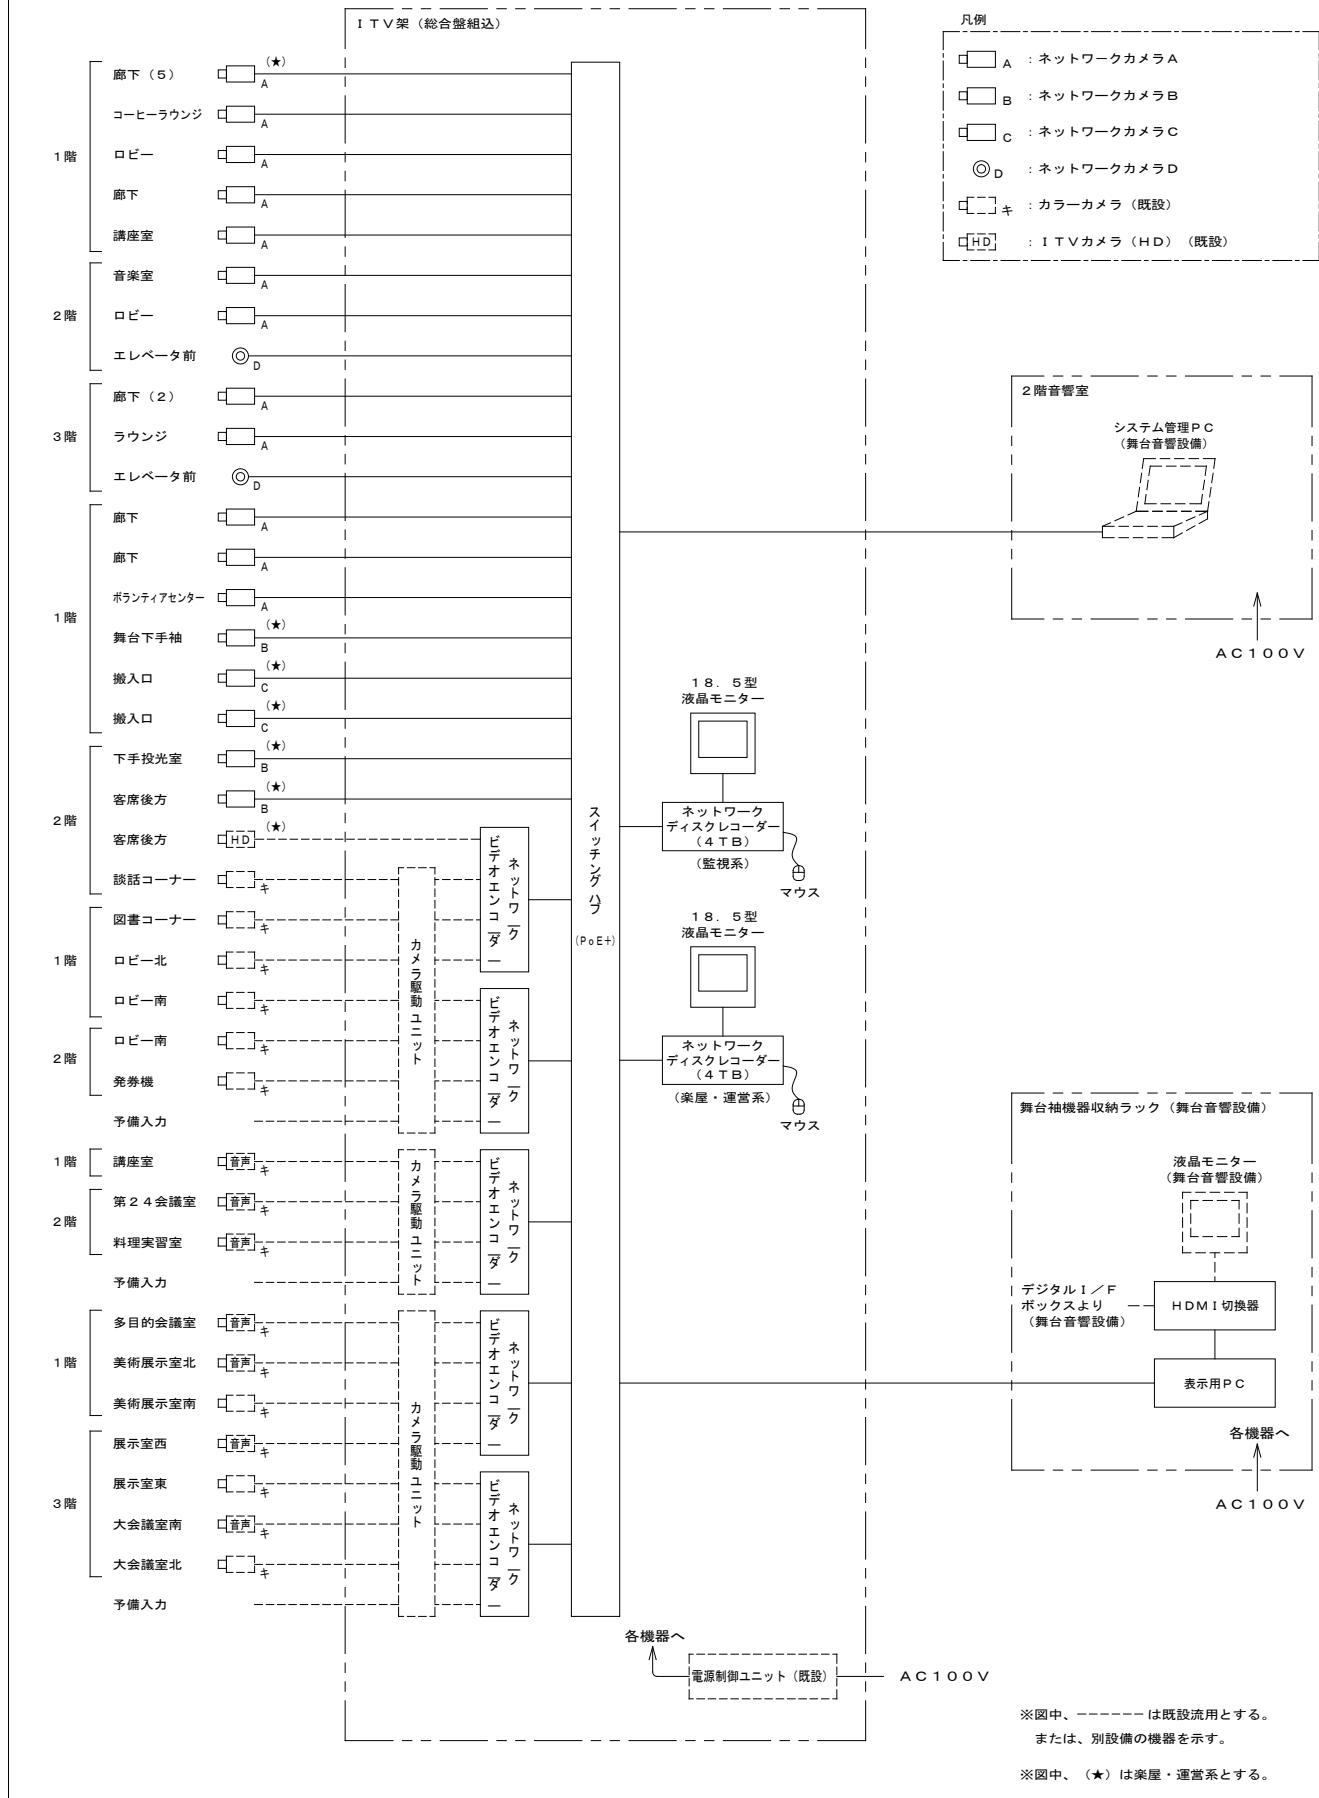 ＩＴＶ架（総合盤組込）
凡例
A ：ネットワークカメラＡ
B ：ネットワークカメラＢ
C ：ネットワークカメラＣ
D ：ネットワークカメラＤ
キ ：カラーカメラ（既設）
HD ：ＩＴＶカメラ（ＨＤ）（既設）
1階
廊下（５） (★) A
コーヒーラウンジ A
ロビー A
廊下 A
講座室 A
2階
音楽室 A
ロビー A
エレベータ前 D
3階
廊下（２） A
ラウンジ A
エレベータ前 D
1階
廊下 A
廊下 A
ボランティアセンター A
舞台下手袖 (★) B
搬入口 (★) C
搬入口 (★) C
2階
下手投光室 (★) B
客席後方 (★) B
客席後方 HD (★)
談話コーナー キ
1階
図書コーナー キ
ロビー北 キ
ロビー南 キ
2階
ロビー南 キ
発券機 キ
予備入力
1階
講座室 音声 キ
2階
第２４会議室 音声 キ
料理実習室 音声 キ
予備入力
1階
多目的会議室 音声 キ
美術展示室北 音声 キ
美術展示室南 キ
3階
展示室西 音声 キ
展示室東 キ
大会議室南 音声 キ
大会議室北 キ
予備入力
カメラ駆動ユニット
カメラ駆動ユニット
カメラ駆動ユニット
ネットワーク
ビデオエンコーダー
ネットワーク
ビデオエンコーダー
ネットワーク
ビデオエンコーダー
ネットワーク
ビデオエンコーダー
ネットワーク
ビデオエンコーダー
スイッチングハブ
(PoE+)
１８．５型
液晶モニター
ネットワーク
ディスクレコーダー
（４ＴＢ）
（監視系）
マウス
１８．５型
液晶モニター
ネットワーク
ディスクレコーダー
（４ＴＢ）
（楽屋・運営系）
マウス
２階音響室
システム管理ＰＣ
（舞台音響設備）
ＡＣ１００Ｖ
舞台袖機器収納ラック（舞台音響設備）
液晶モニター
（舞台音響設備）
デジタルＩ／Ｆ
ボックスより
（舞台音響設備）
ＨＤＭＩ切換器
表示用ＰＣ
各機器へ
ＡＣ１００Ｖ
各機器へ
電源制御ユニット（既設）
ＡＣ１００Ｖ
※図中、------は既設流用とする。
または、別設備の機器を示す。
※図中、（★）は楽屋・運営系とする。